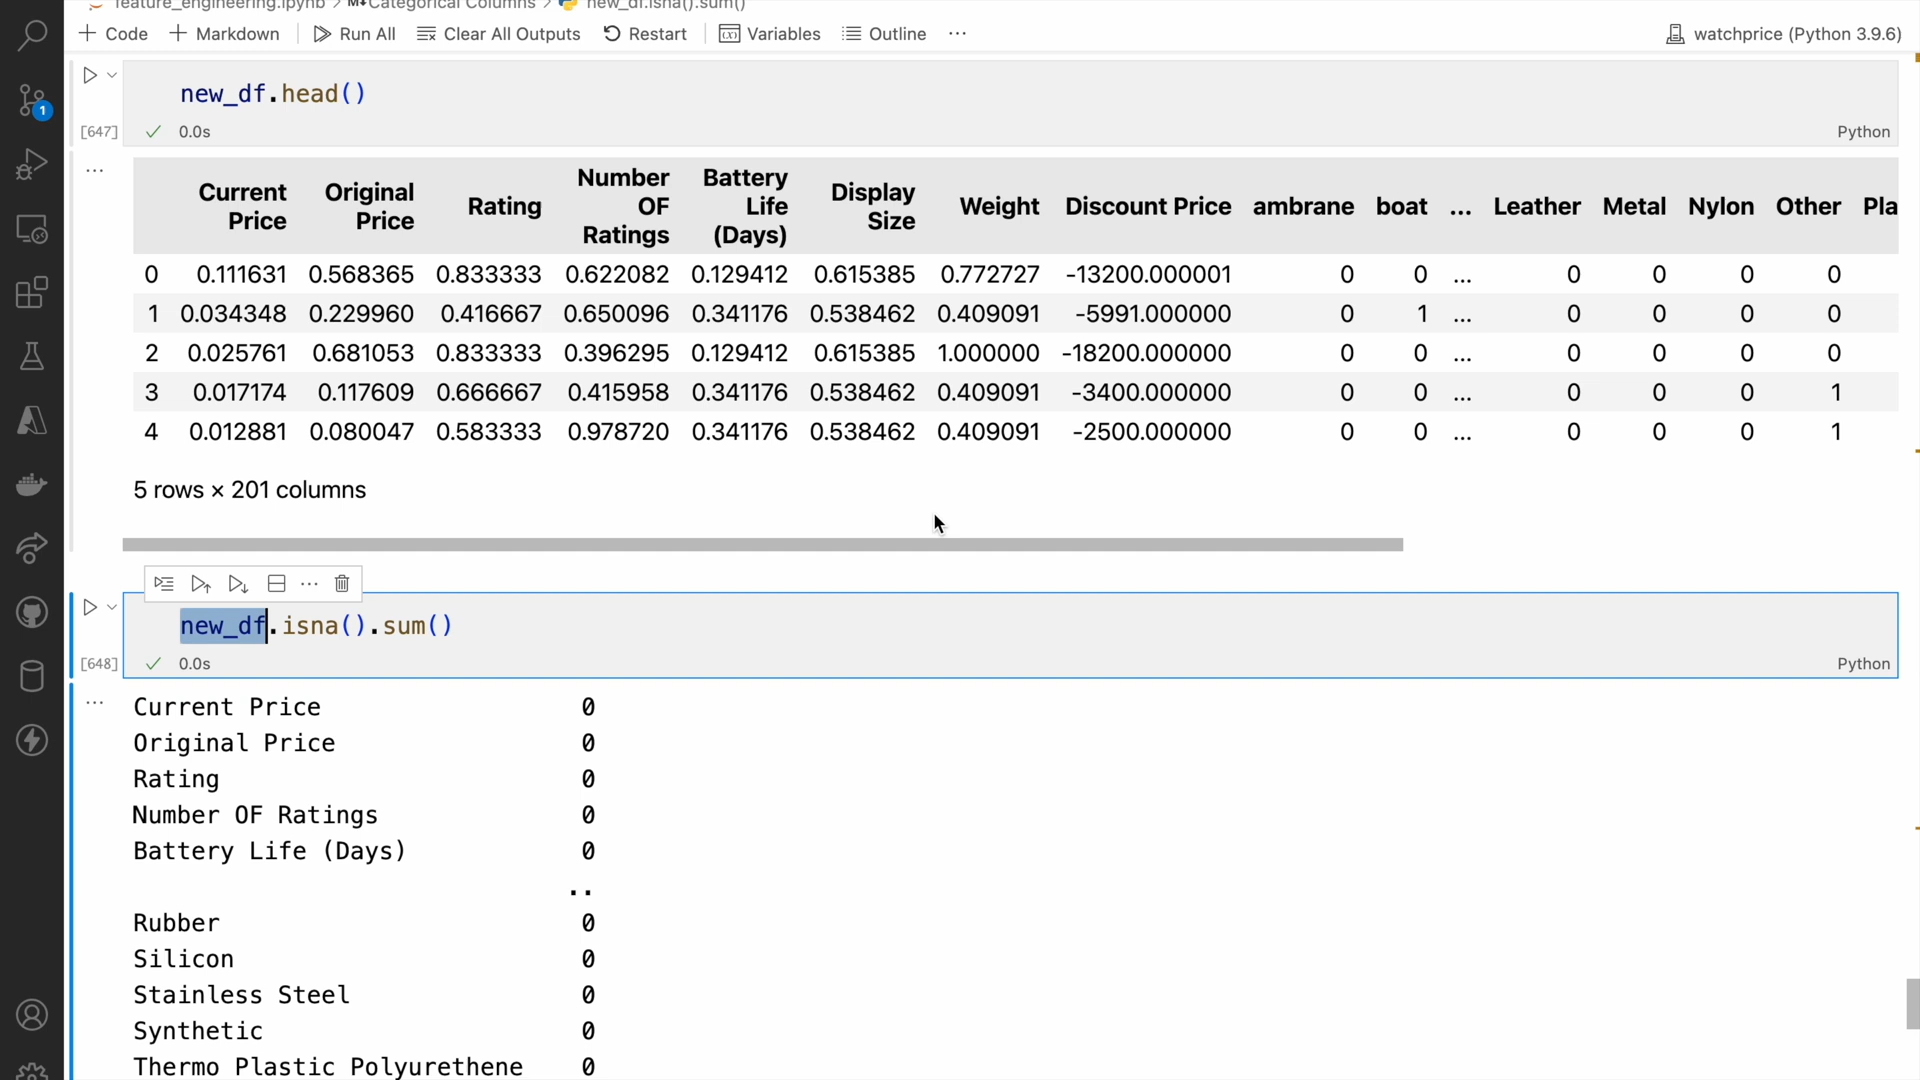 feature_engineering.ipynb > M↓ Categorical Columns > new_df.isna().sum()
+ Code + Markdown Run All Clear All Outputs Restart Variables Outline ··· watchprice (Python 3.9.6)
1
new_df.head()
[647] 0.0s Python
Current Price Original Price Rating Number OF Ratings Battery Life (Days) Display Size Weight Discount Price ambrane boat ... Leather Metal Nylon Other Pla
0 0.111631 0.568365 0.833333 0.622082 0.129412 0.615385 0.772727 -13200.000001 0 0 ... 0 0 0 0
1 0.034348 0.229960 0.416667 0.650096 0.341176 0.538462 0.409091 -5991.000000 0 1 ... 0 0 0 0
2 0.025761 0.681053 0.833333 0.396295 0.129412 0.615385 1.000000 -18200.000000 0 0 ... 0 0 0 0
3 0.017174 0.117609 0.666667 0.415958 0.341176 0.538462 0.409091 -3400.000000 0 0 ... 0 0 0 1
4 0.012881 0.080047 0.583333 0.978720 0.341176 0.538462 0.409091 -2500.000000 0 0 ... 0 0 0 1
5 rows × 201 columns
new_df.isna().sum()
[648] 0.0s Python
Current Price 0
Original Price 0
Rating 0
Number OF Ratings 0
Battery Life (Days) 0
..
Rubber 0
Silicon 0
Stainless Steel 0
Synthetic 0
Thermo Plastic Polyurethene 0